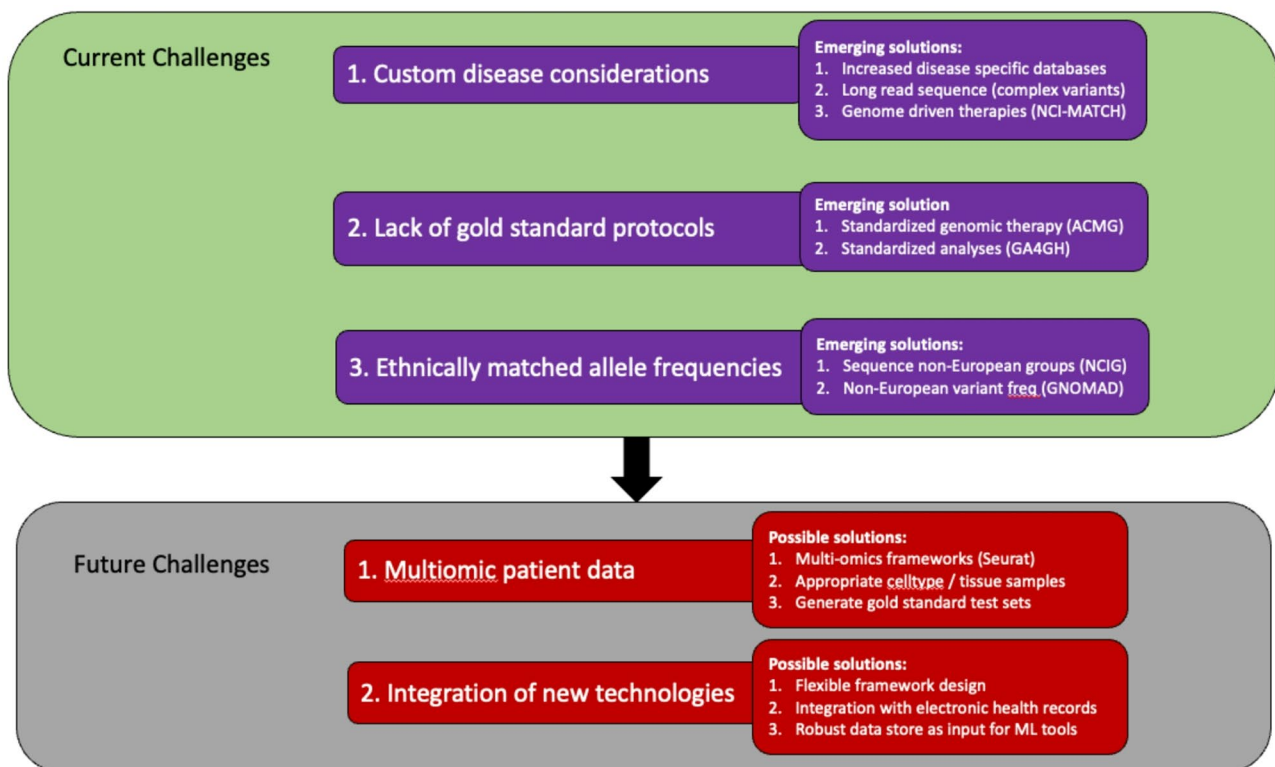 Current Challenges
1. Custom disease considerations
Emerging solutions:
1. Increased disease specific databases
2. Long read sequence (complex variants)
3. Genome driven therapies (NCI-MATCH)
2. Lack of gold standard protocols
Emerging solution
1. Standardized genomic therapy (ACMG)
2. Standardized analyses (GA4GH)
3. Ethnically matched allele frequencies
Emerging solutions:
1. Sequence non-European groups (NCIG)
2. Non-European variant freq (GNOMAD)
Future Challenges
1. Multiomic patient data
Possible solutions:
1. Multi-omics frameworks (Seurat)
2. Appropriate celltype / tissue samples
3. Generate gold standard test sets
2. Integration of new technologies
Possible solutions:
1. Flexible framework design
2. Integration with electronic health records
3. Robust data store as input for ML tools